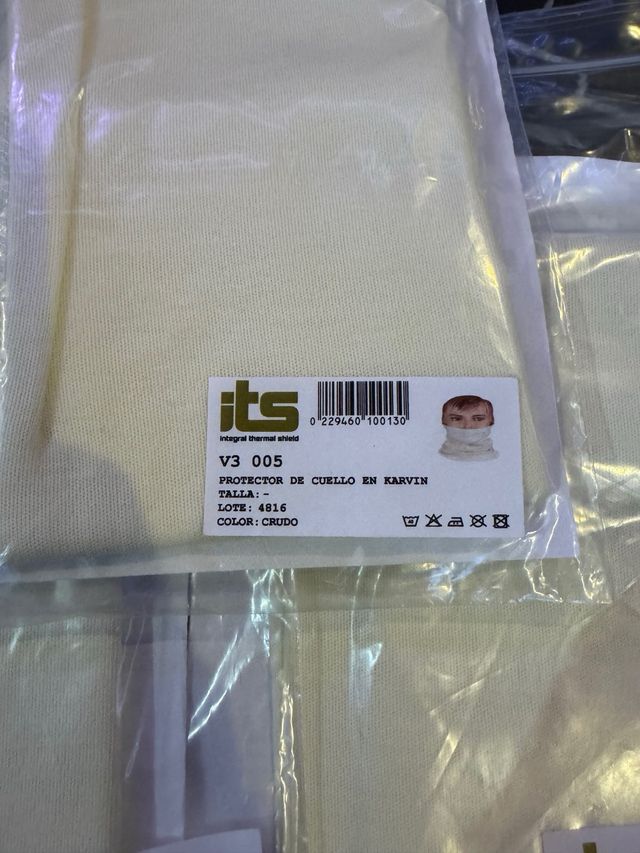 its
integral thermal shield
0 229460 100130
V3 005
PROTECTOR DE CUELLO EN KARVIN
TALLA:-
LOTE: 4816
COLOR:CRUDO